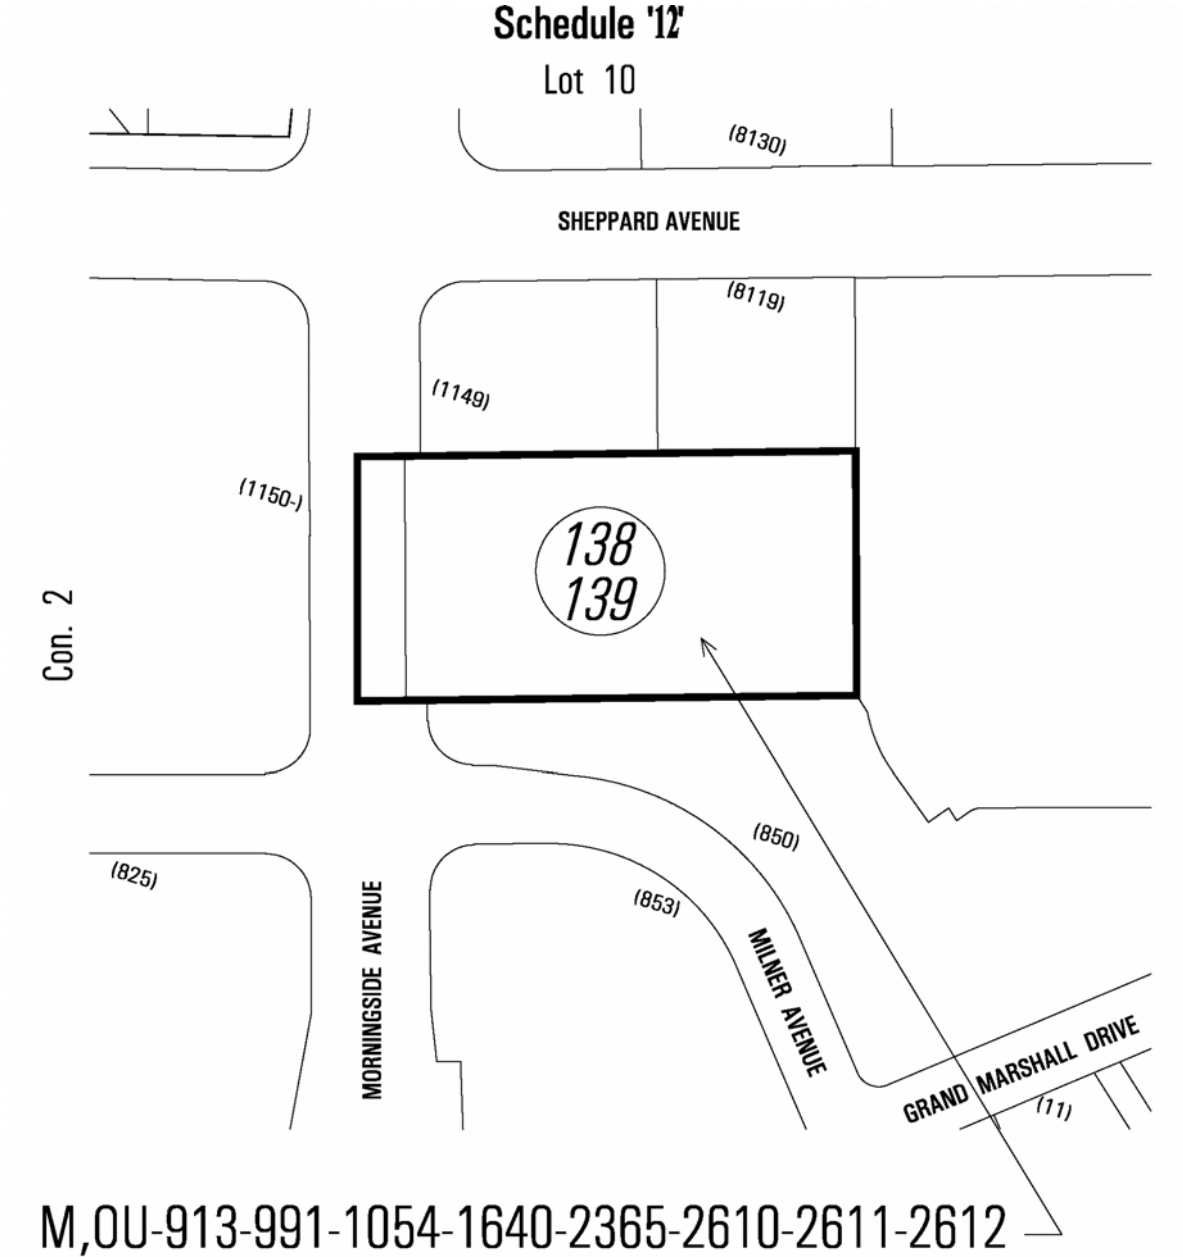 Schedule '12'
Lot 10
(8130)
SHEPPARD AVENUE
(8119)
(1149)
(1150-)
138
139
Con. 2
(850)
(825)
(853)
MORNINGSIDE AVENUE
MILNER AVENUE
GRAND MARSHALL DRIVE
(11)
M,OU-913-991-1054-1640-2365-2610-2611-2612